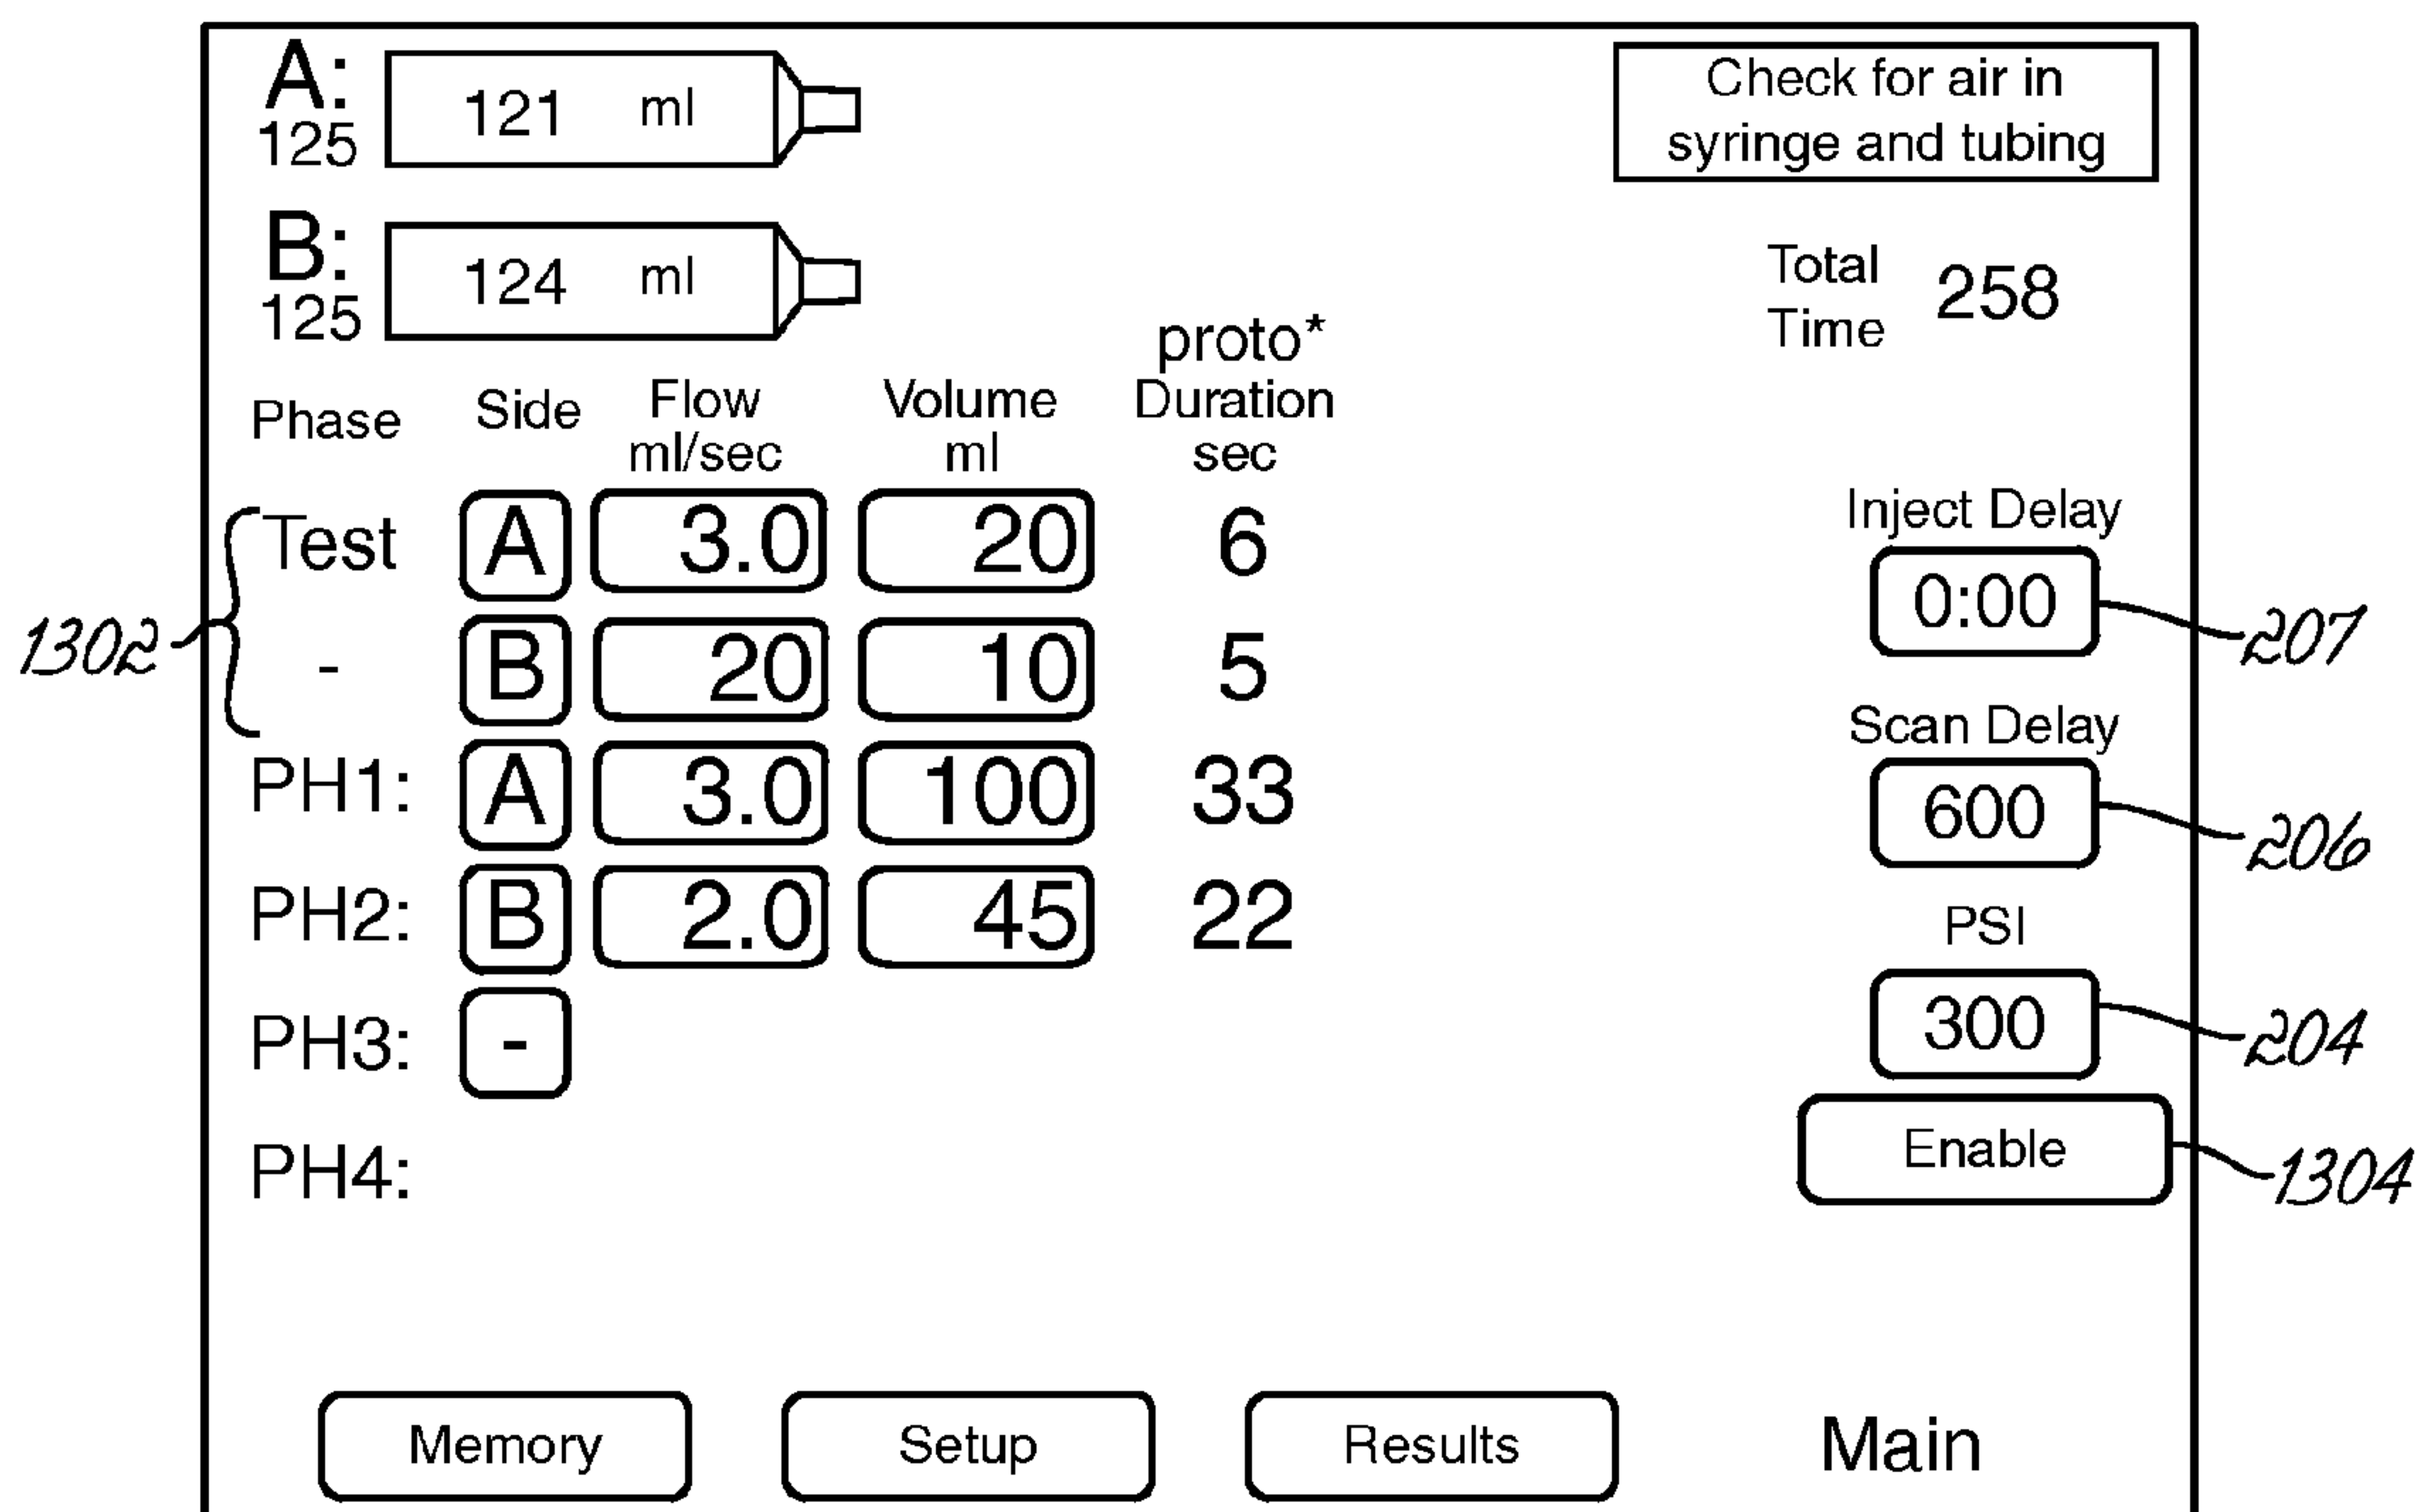 A:
125
121 ml
Check for air in
syringe and tubing
B:
125
124 ml
Total
Time
258
proto*
Phase
Side
Flow
ml/sec
Volume
ml
Duration
sec
Test A 3.0 20 6
- B 20 10 5
PH1: A 3.0 100 33
PH2: B 2.0 45 22
PH3: -
PH4:
1302
Inject Delay
0:00
207
Scan Delay
600
206
PSI
300
204
Enable
1304
Memory
Setup
Results
Main